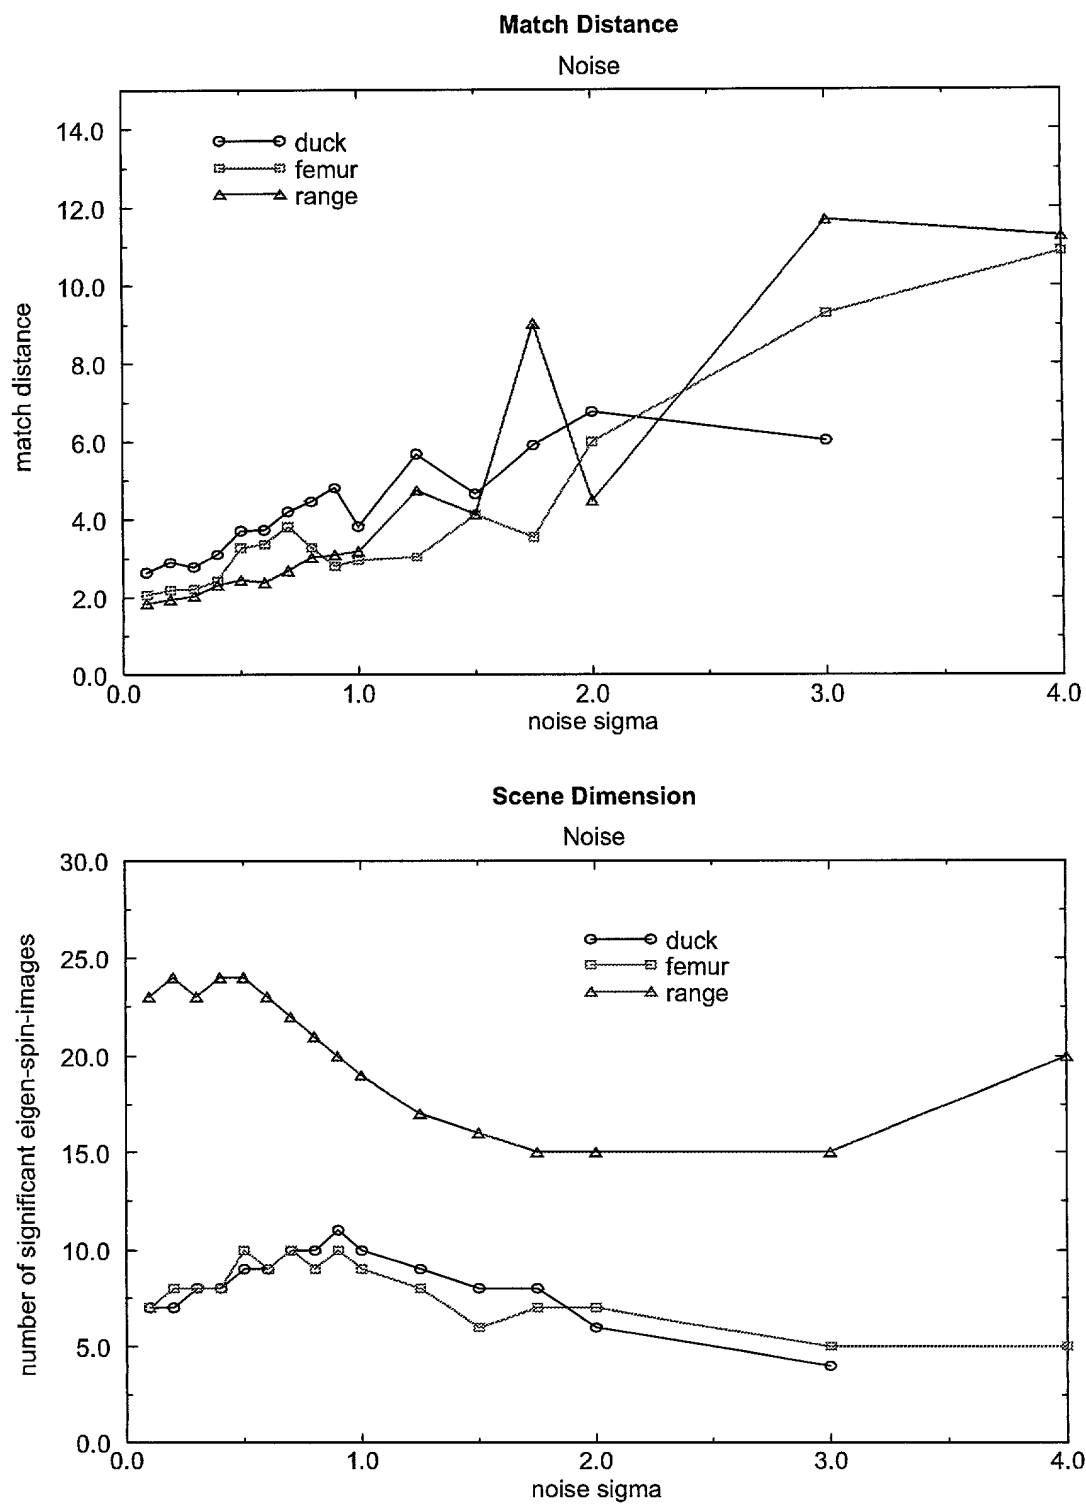 Match Distance
Noise
14.0
12.0
10.0
8.0
6.0
4.0
2.0
0.0
match distance
duck
femur
range
0.0 1.0 2.0 3.0 4.0
noise sigma
Scene Dimension
Noise
30.0
25.0
20.0
15.0
10.0
5.0
0.0
number of significant eigen-spin-images
duck
femur
range
0.0 1.0 2.0 3.0 4.0
noise sigma